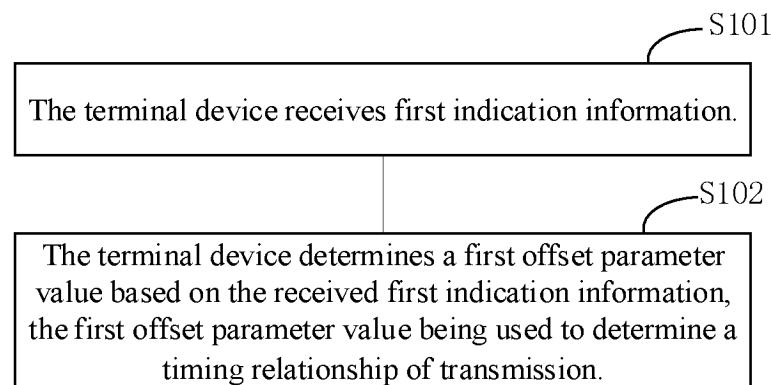 S101
The terminal device receives first indication information.
S102
The terminal device determines a first offset parameter
value based on the received first indication information,
the first offset parameter value being used to determine a
timing relationship of transmission.